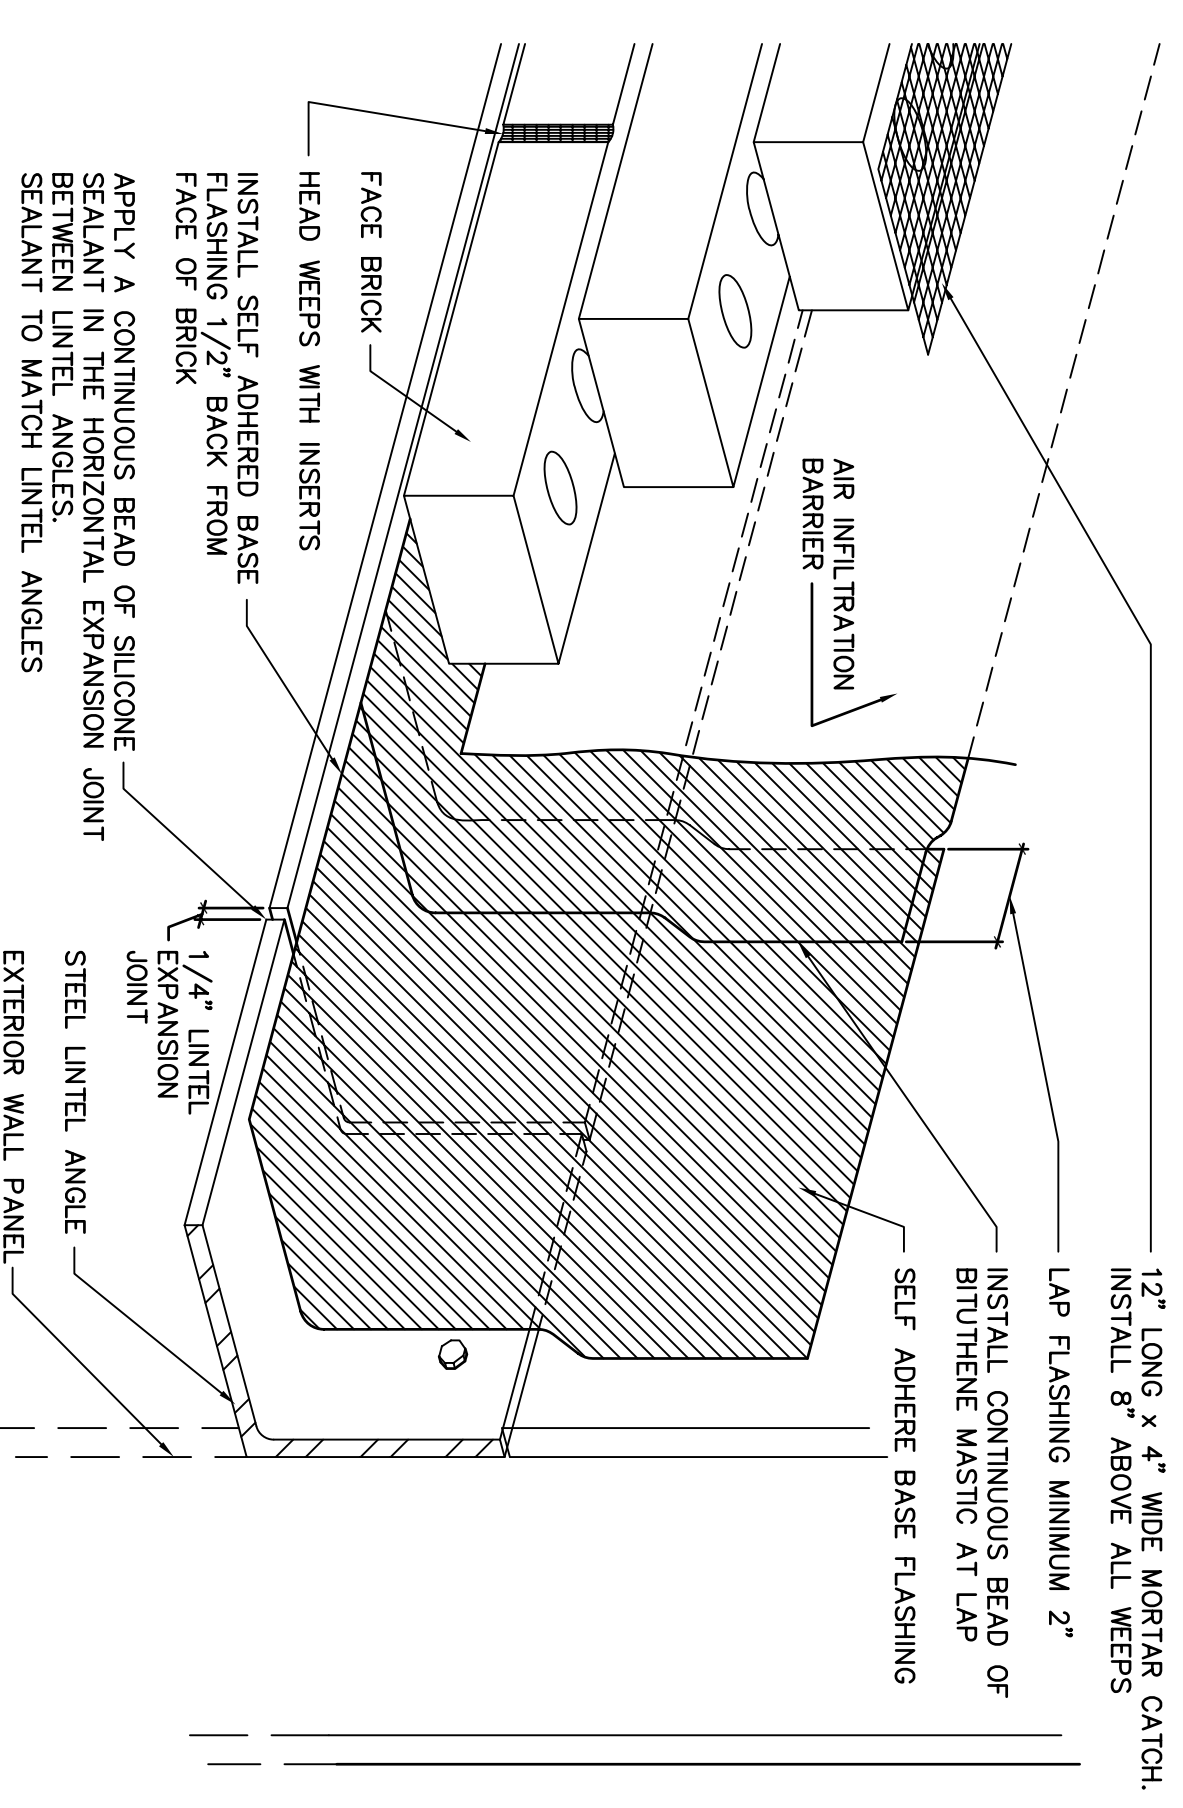 12" LONG x 4" WIDE MORTAR CATCH.
INSTALL 8" ABOVE ALL WEEPS
LAP FLASHING MINIMUM 2"
INSTALL CONTINUOUS BEAD OF
BITUTHENE MASTIC AT LAP
SELF ADHERE BASE FLASHING
AIR INFILTRATION
BARRIER
FACE BRICK
HEAD WEEPS WITH INSERTS
INSTALL SELF ADHERED BASE
FLASHING 1/2" BACK FROM
FACE OF BRICK
APPLY A CONTINUOUS BEAD OF SILICONE
SEALANT IN THE HORIZONTAL EXPANSION JOINT
BETWEEN LINTEL ANGLES.
SEALANT TO MATCH LINTEL ANGLES
1/4" LINTEL
EXPANSION
JOINT
STEEL LINTEL ANGLE
EXTERIOR WALL PANEL